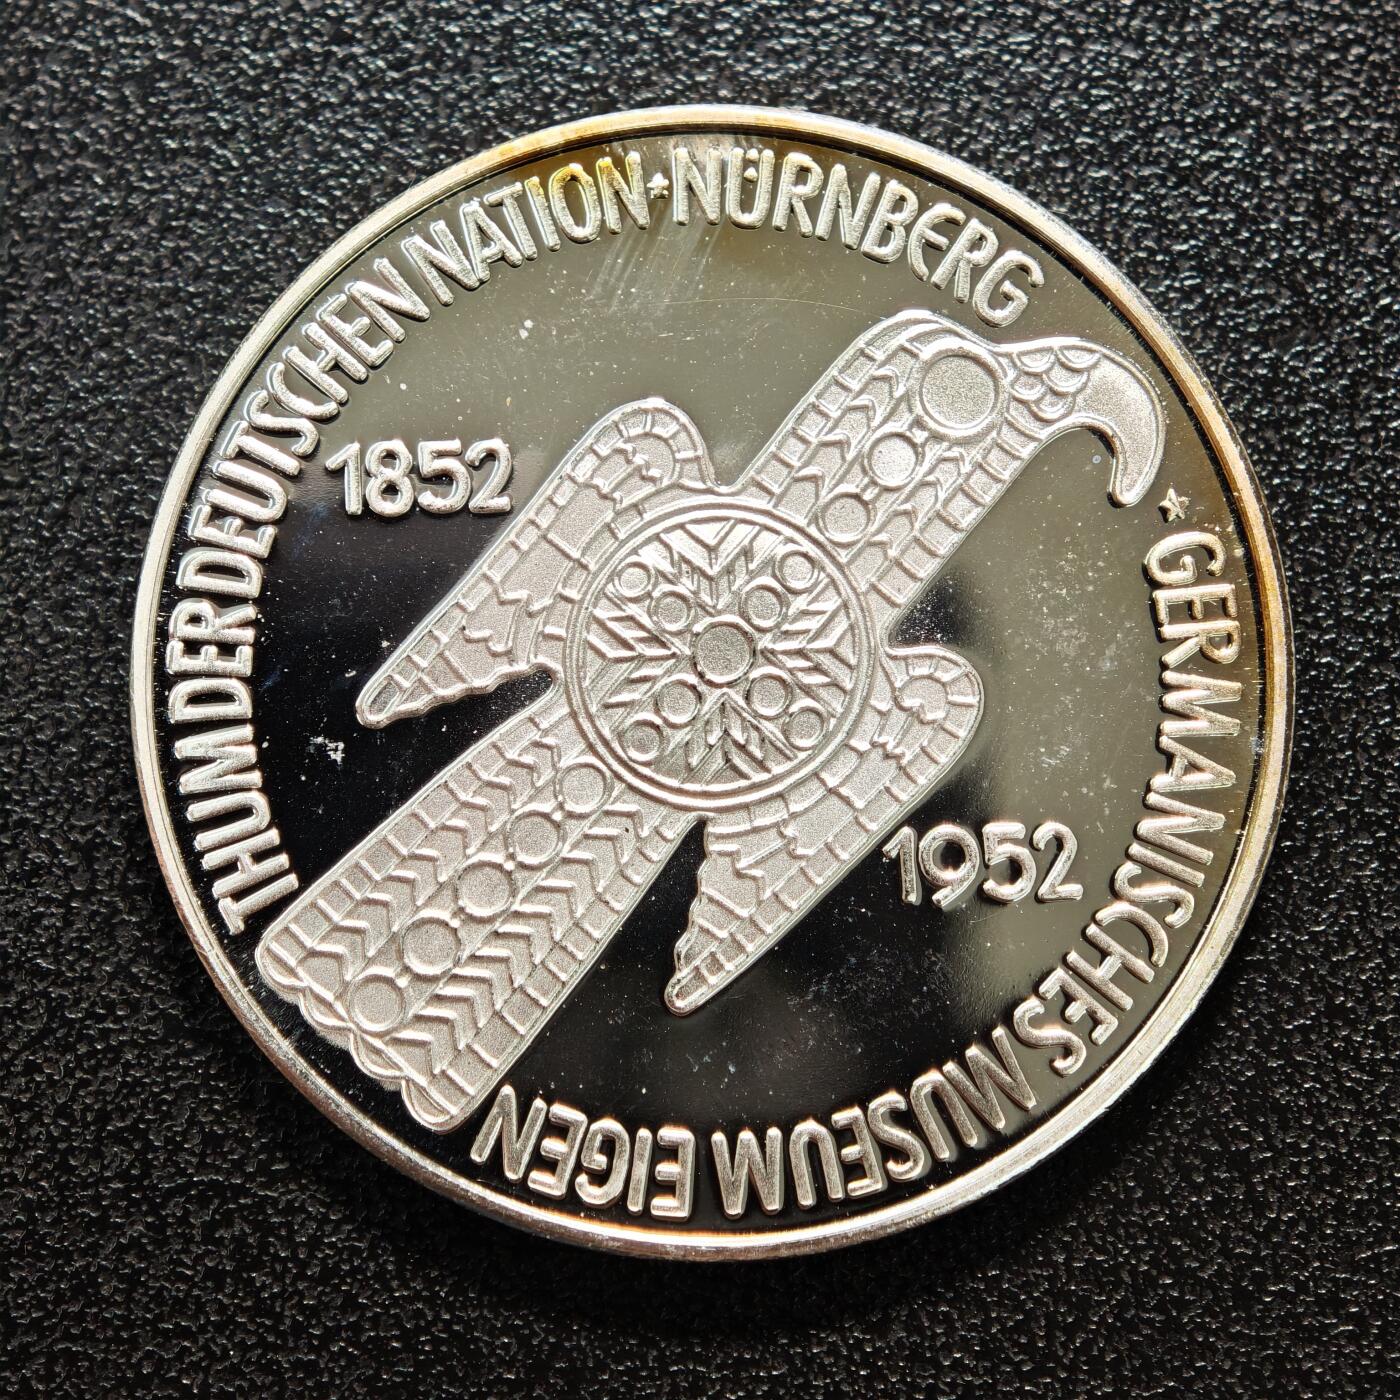 GERMANISCHES MUSEUM EIGENTHUM DER DEUTSCHEN NATION · NÜRNBERG
1852
1952